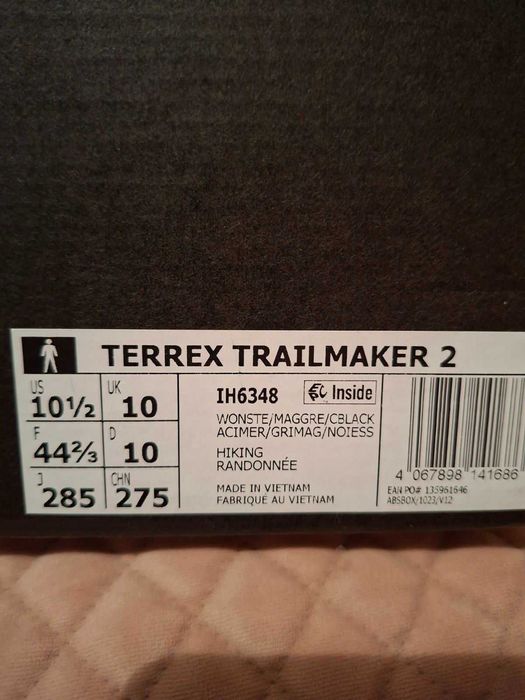 TERREX TRAILMAKER 2
US 10½ UK 10
F 44⅔ D 10
J 285 CHN 275
IH6348 Inside
WONSTE/MAGGRE/CBLACK
ACIMER/GRIMAG/NOIESS
HIKING
RANDONNÉE
MADE IN VIETNAM
FABRIQUÉ AU VIETNAM
4 067898 141686
EAN PO# 135961646
ABSBOX/1023/V12